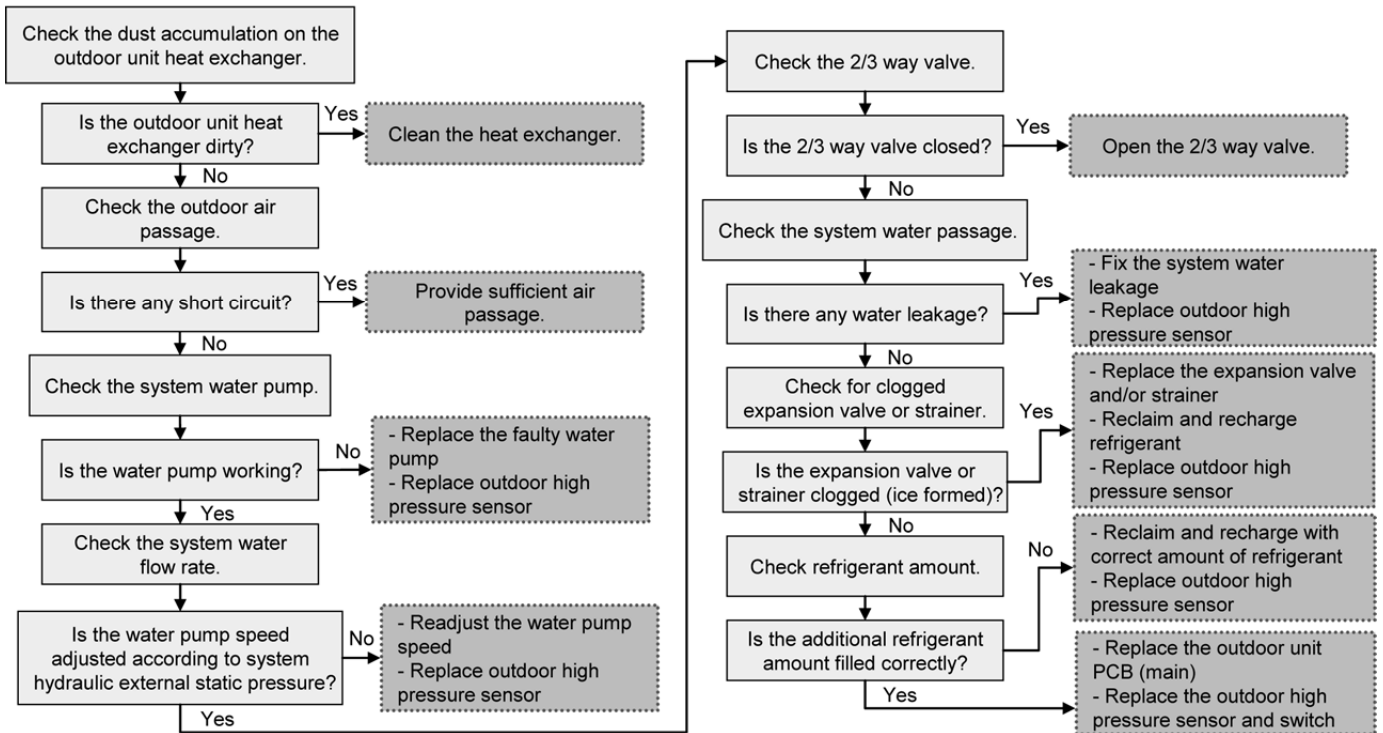 Check the dust accumulation on the
outdoor unit heat exchanger.
Is the outdoor unit heat
exchanger dirty?
Yes
Clean the heat exchanger.
No
Check the outdoor air
passage.
Is there any short circuit?
Yes
Provide sufficient air
passage.
No
Check the system water pump.
Is the water pump working?
No
- Replace the faulty water
pump
- Replace outdoor high
pressure sensor
Yes
Check the system water
flow rate.
Is the water pump speed
adjusted according to system
hydraulic external static pressure?
No
- Readjust the water pump
speed
- Replace outdoor high
pressure sensor
Yes
Check the 2/3 way valve.
Is the 2/3 way valve closed?
Yes
Open the 2/3 way valve.
No
Check the system water passage.
Is there any water leakage?
Yes
- Fix the system water
leakage
- Replace outdoor high
pressure sensor
No
Check for clogged
expansion valve or strainer.
Is the expansion valve or
strainer clogged (ice formed)?
Yes
- Replace the expansion valve
and/or strainer
- Reclaim and recharge
refrigerant
- Replace outdoor high
pressure sensor
No
Check refrigerant amount.
Is the additional refrigerant
amount filled correctly?
No
- Reclaim and recharge with
correct amount of refrigerant
- Replace outdoor high
pressure sensor
Yes
- Replace the outdoor unit
PCB (main)
- Replace the outdoor high
pressure sensor and switch